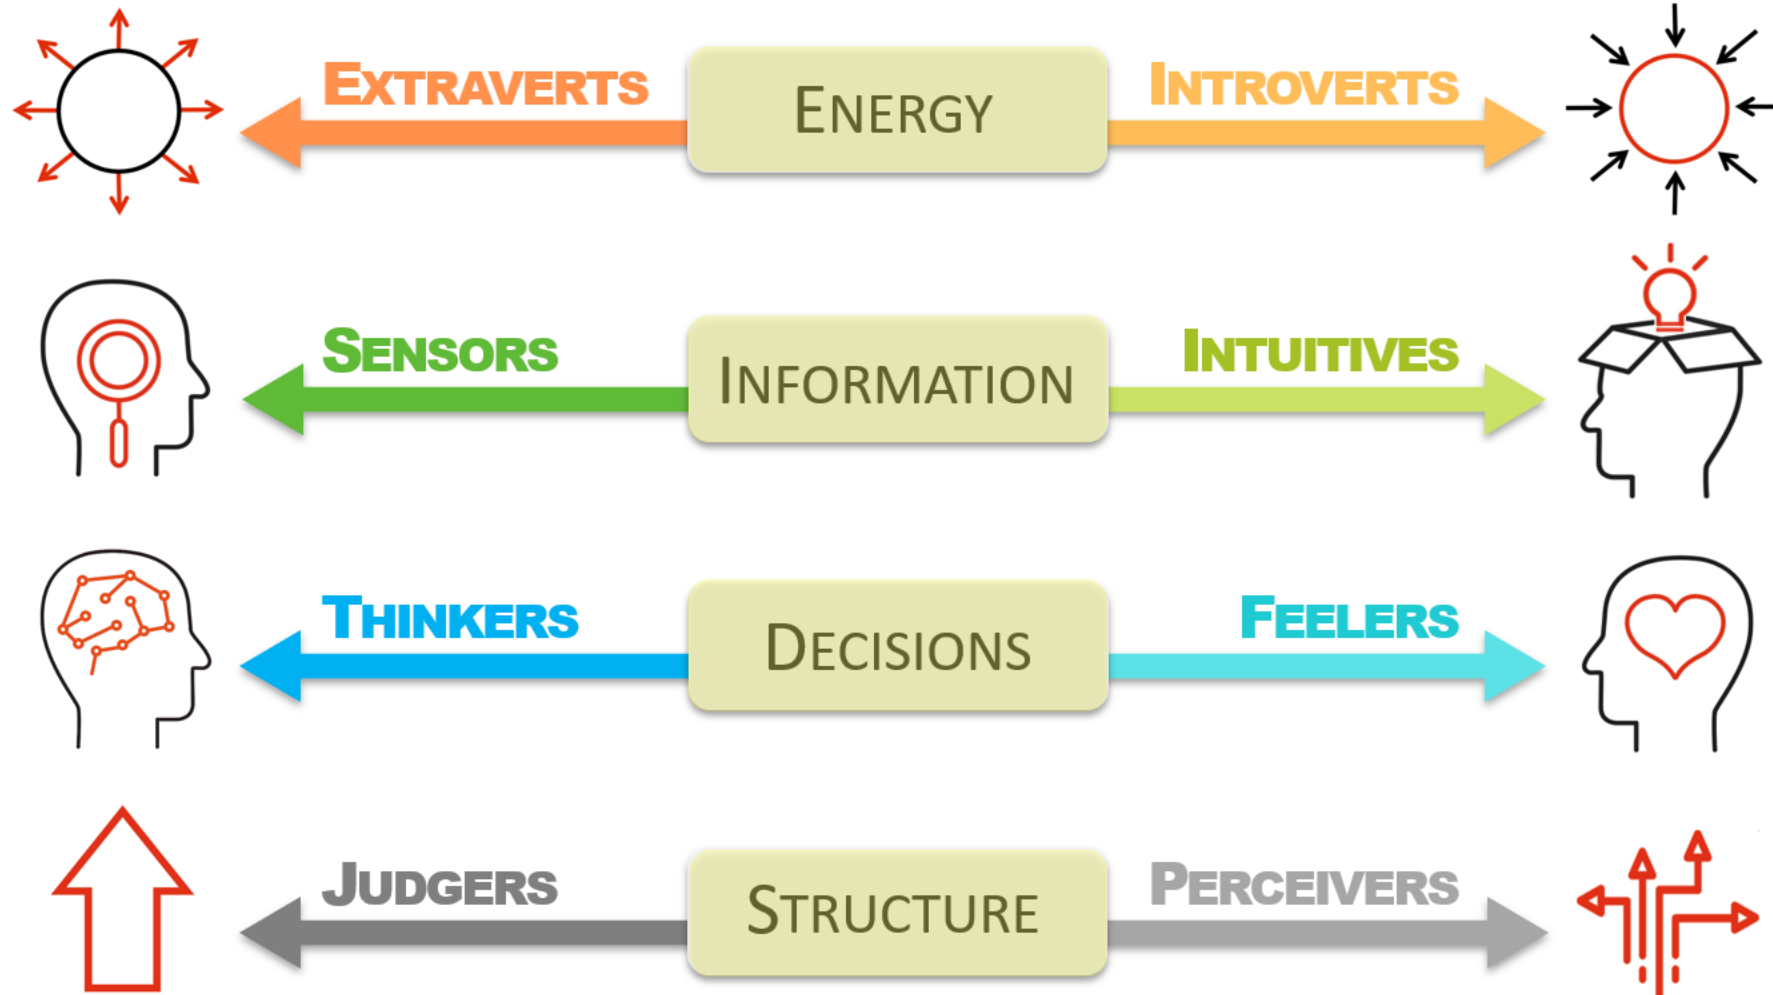 EXTRAVERTS ENERGY INTROVERTS
SENSORS INFORMATION INTUITIVES
THINKERS DECISIONS FEELERS
JUDGERS STRUCTURE PERCEIVERS